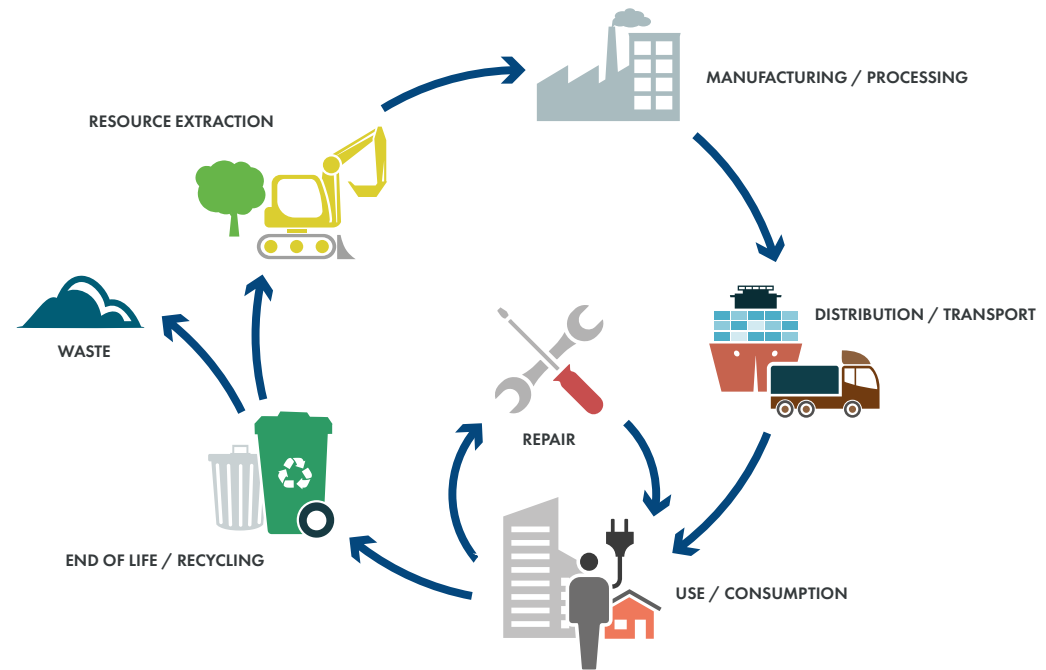 MANUFACTURING / PROCESSING
RESOURCE EXTRACTION
DISTRIBUTION / TRANSPORT
WASTE
REPAIR
END OF LIFE / RECYCLING
USE / CONSUMPTION